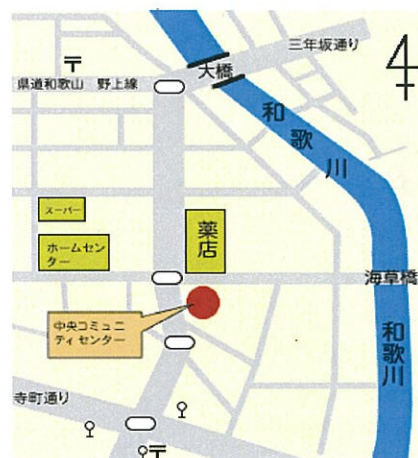 三年坂通り
大橋
県道和歌山 野上線
和歌川
スーパー
薬店
ホームセン
ター
海草橋
中央コミュニ
ティセンター
和歌川
寺町通り